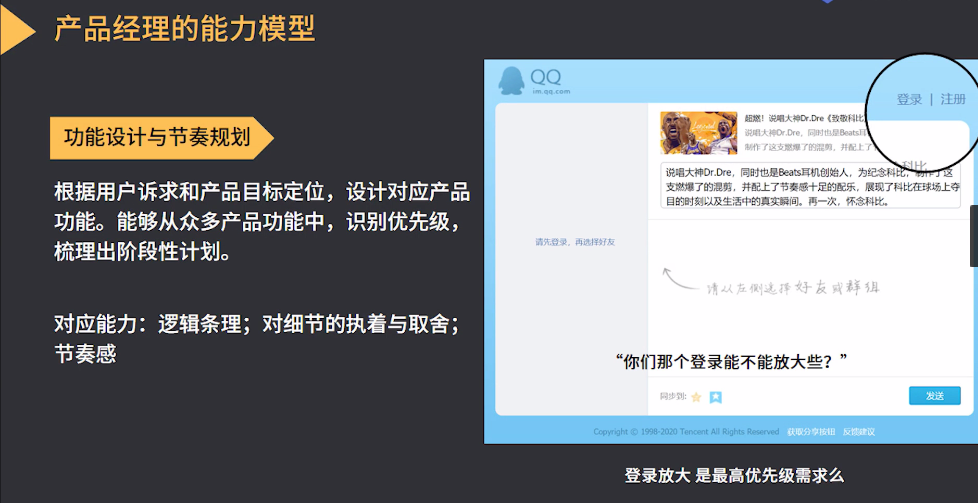 产品经理的能力模型
功能设计与节奏规划
根据用户诉求和产品目标定位，设计对应产品
功能。能够从众多产品功能中，识别优先级，
梳理出阶段性计划。
对应能力：逻辑条理；对细节的执着与取舍；
节奏感
QQ
im.qq.com
登录 | 注册
超燃！说唱大神Dr.Dre《致敬科比
说唱大神Dr.Dre，同时也是Beats耳
制作了这支燃爆了的混剪，并配上了
科比
说唱大神Dr.Dre，同时也是Beats耳机创始人，为纪念科比，制作了这
支燃爆了的混剪，并配上了节奏感十足的配乐，展现了科比在球场上夺
目的时刻以及生活中的真实瞬间。再一次，怀念科比。
请先登录，再选择好友
请从左侧选择好友或群组
“你们那个登录能不能放大些？”
同步到:
发送
Copyright © 1998-2020 Tencent All Rights Reserved 获取分享按钮 反馈建议
登录放大 是最高优先级需求么